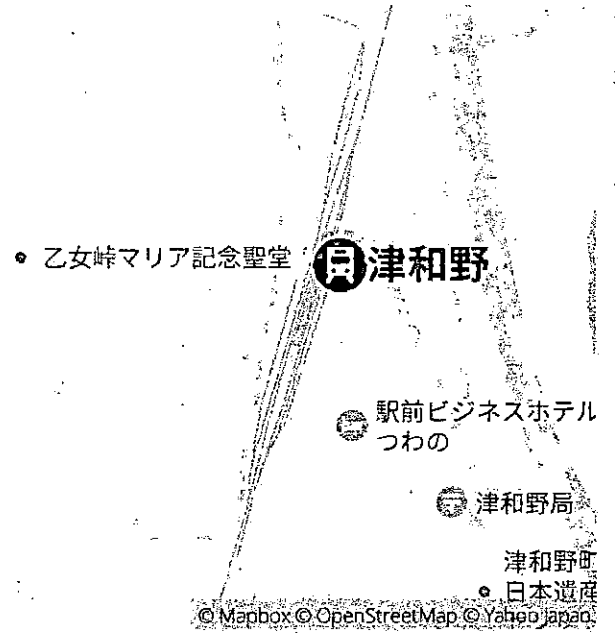 乙女峠マリア記念聖堂
津和野
駅前ビジネスホテル
つわの
津和野局
津和野町
日本遺産
© Mapbox © OpenStreetMap © Yahoo Japan